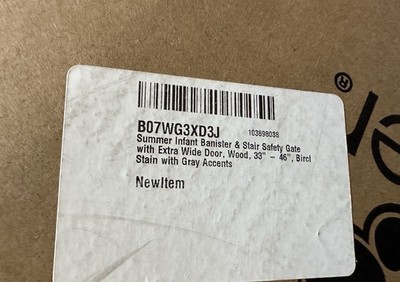 B07WG3XD3J 103898038
Summer Infant Banister & Stair Safety Gate
with Extra Wide Door, Wood, 33" - 46", Bircl
Stain with Gray Accents
NewItem